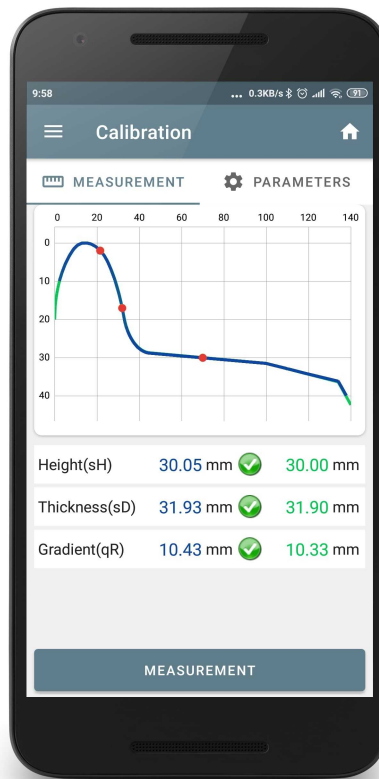 9:58 ... 0.3KB/s 91
Calibration
MEASUREMENT PARAMETERS
0 20 40 60 80 100 120 140
0
10
20
30
40
Height(sH) 30.05 mm 30.00 mm
Thickness(sD) 31.93 mm 31.90 mm
Gradient(qR) 10.43 mm 10.33 mm
MEASUREMENT